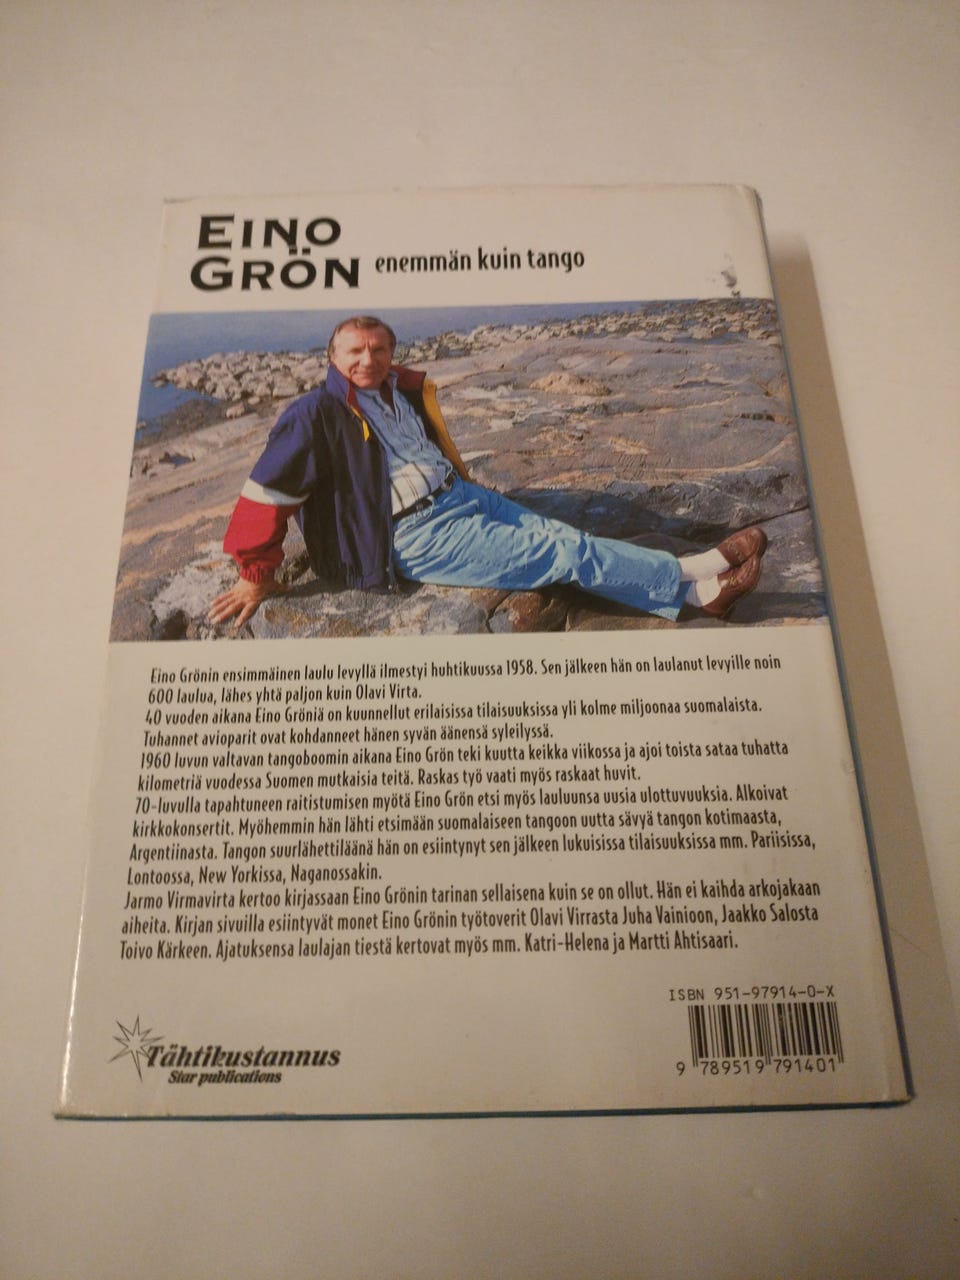 EINO
GRÖN
enemmän kuin tango
Eino Grönin ensimmäinen laulu levyllä ilmestyi huhtikuussa 1958. Sen jälkeen hän on laulanut levyille noin
600 laulua, lähes yhtä paljon kuin Olavi Virta.
40 vuoden aikana Eino Gröniä on kuunnellut erilaisissa tilaisuuksissa yli kolme miljoonaa suomalaista.
Tuhannet avioparit ovat kohdanneet hänen syvän äänensä syleilyssä.
1960 luvun valtavan tangoboomin aikana Eino Grön teki kuutta keikka viikossa ja ajoi toista sataa tuhatta
kilometriä vuodessa Suomen mutkaisia teitä. Raskas työ vaati myös raskaat huvit.
70-luvulla tapahtuneen raitistumisen myötä Eino Grön etsi myös lauluunsa uusia ulottuvuuksia. Alkoivat
kirkkokonsertit. Myöhemmin hän lähti etsimään suomalaiseen tangoon uutta sävyä tangon kotimaasta,
Argentiinasta. Tangon suurlähettiläänä hän on esiintynyt sen jälkeen lukuisissa tilaisuuksissa mm. Pariisissa,
Lontoossa, New Yorkissa, Naganossakin.
Jarmo Virmavirta kertoo kirjassaan Eino Grönin tarinan sellaisena kuin se on ollut. Hän ei kaihda arkojakaan
aiheita. Kirjan sivuilla esiintyvät monet Eino Grönin työtoverit Olavi Virrasta Juha Vainioon, Jaakko Salosta
Toivo Kärkeen. Ajatuksensa laulajan tiestä kertovat myös mm. Katri-Helena ja Martti Ahtisaari.
ISBN 951-97914-0-X
9 789519 791401
Tähtikustannus
Star publications